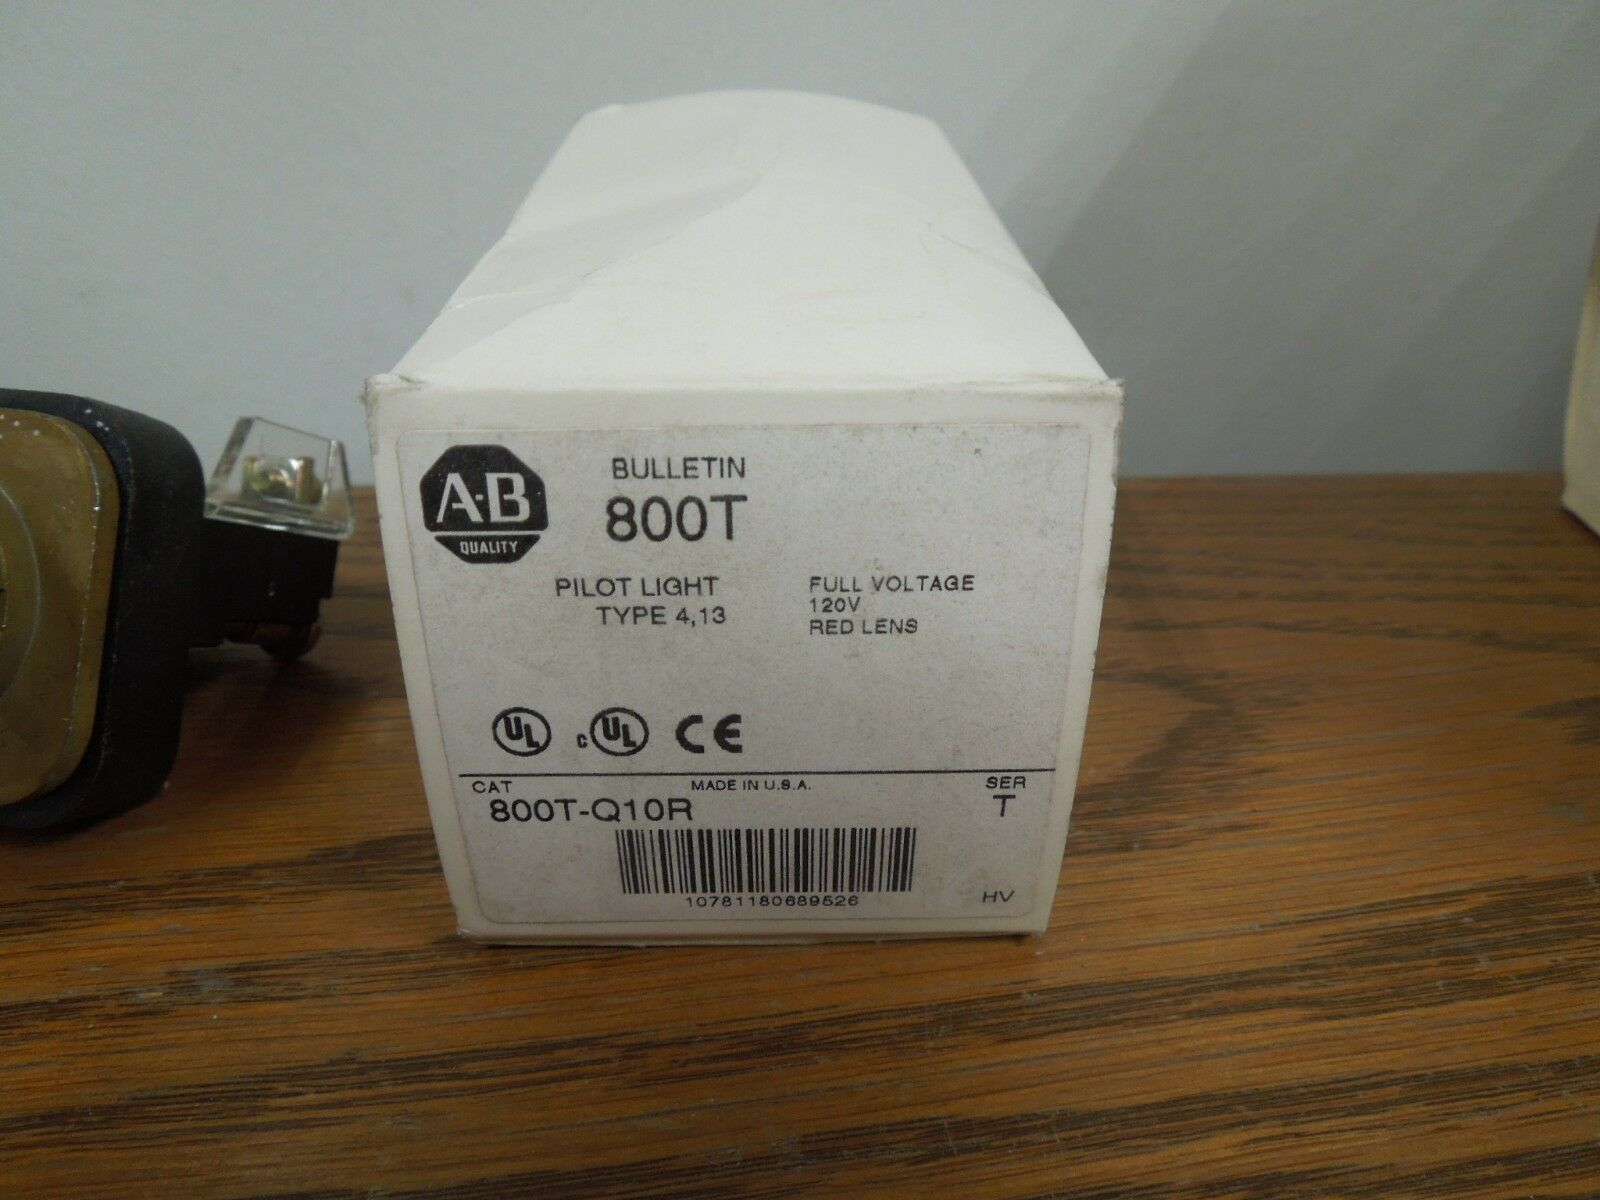 A-B
QUALITY
BULLETIN
800T
PILOT LIGHT
TYPE 4,13
FULL VOLTAGE
120V
RED LENS
UL
c UL
CE
CAT
MADE IN U.S.A.
SER
800T-Q10R
T
10781180689526
HV